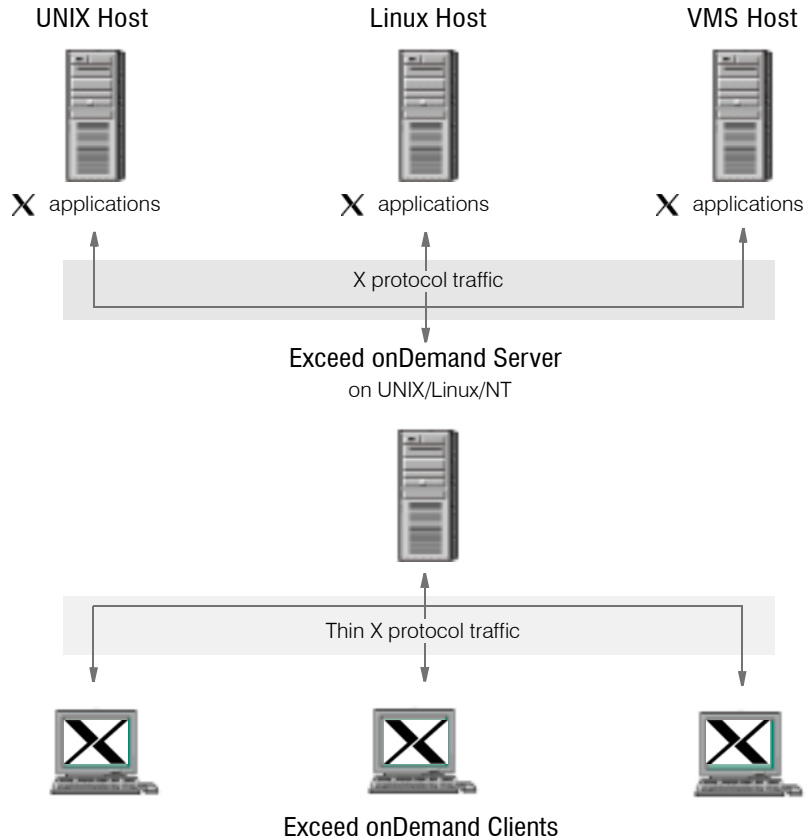 UNIX Host
Linux Host
VMS Host
X applications
X applications
X applications
X protocol traffic
Exceed onDemand Server
on UNIX/Linux/NT
Thin X protocol traffic
X
X
X
Exceed onDemand Clients